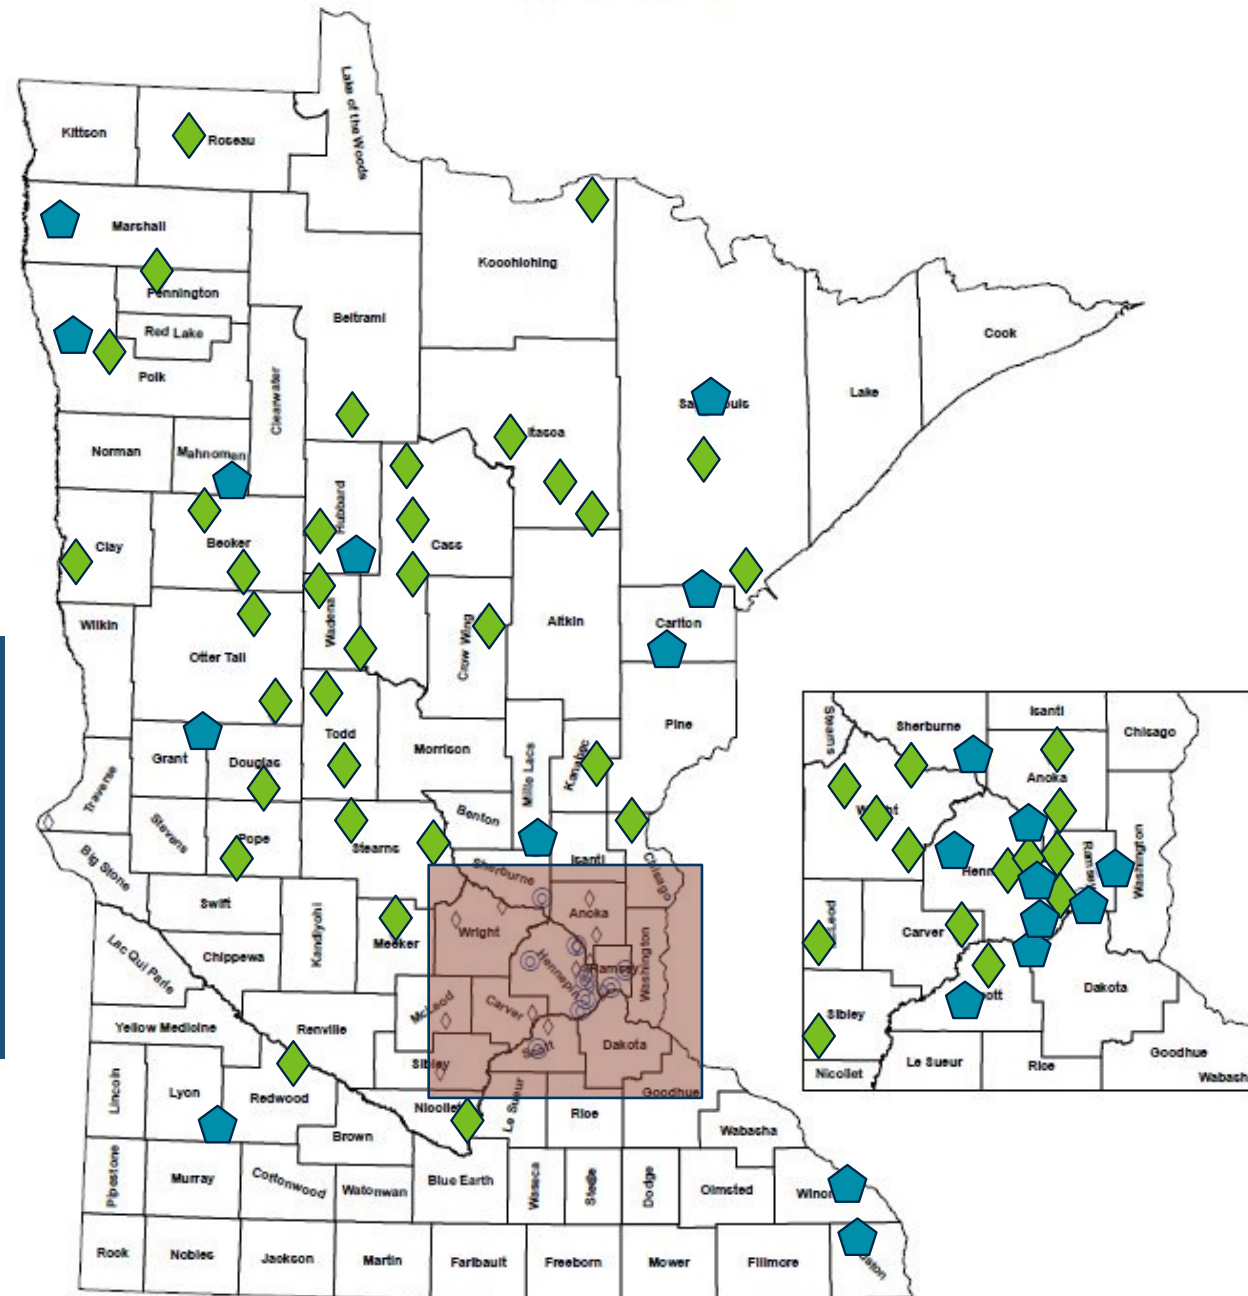 Lake of the Woods
Kittson
Roseau
Marshall
Koochiching
Pennington
Beltrami
Red Lake
Cook
Polk
Clearwater
Lake
Itasca
Norman
Mahnomen
Hubbard
Becker
Clay
Cass
Wilkin
Wadena
Crow Wing
Aitkin
Carlton
Otter Tail
Pine
Todd
Morrison
Grant
Douglas
Mille Lacs
Kanabec
Traverse
Stevens
Pope
Benton
Stearns
Big Stone
Isanti
Chisago
Sherburne
Swift
Kandiyohi
Meeker
Wright
Anoka
Lac Qui Parle
Chippewa
Hennepin
Ramsey
Washington
McLeod
Carver
Yellow Medicine
Renville
Scott
Dakota
Sibley
Lincoln
Lyon
Redwood
Nicollet
Le Sueur
Rice
Goodhue
Brown
Wabasha
Pipestone
Murray
Cottonwood
Watonwan
Blue Earth
Waseca
Steele
Dodge
Olmsted
Rock
Nobles
Jackson
Martin
Faribault
Freeborn
Mower
Fillmore
Stearns
Sherburne
Isanti
Chisago
Anoka
Ramsey
Washington
Carver
Sibley
Dakota
Nicollet
Le Sueur
Rice
Goodhue
Wabash